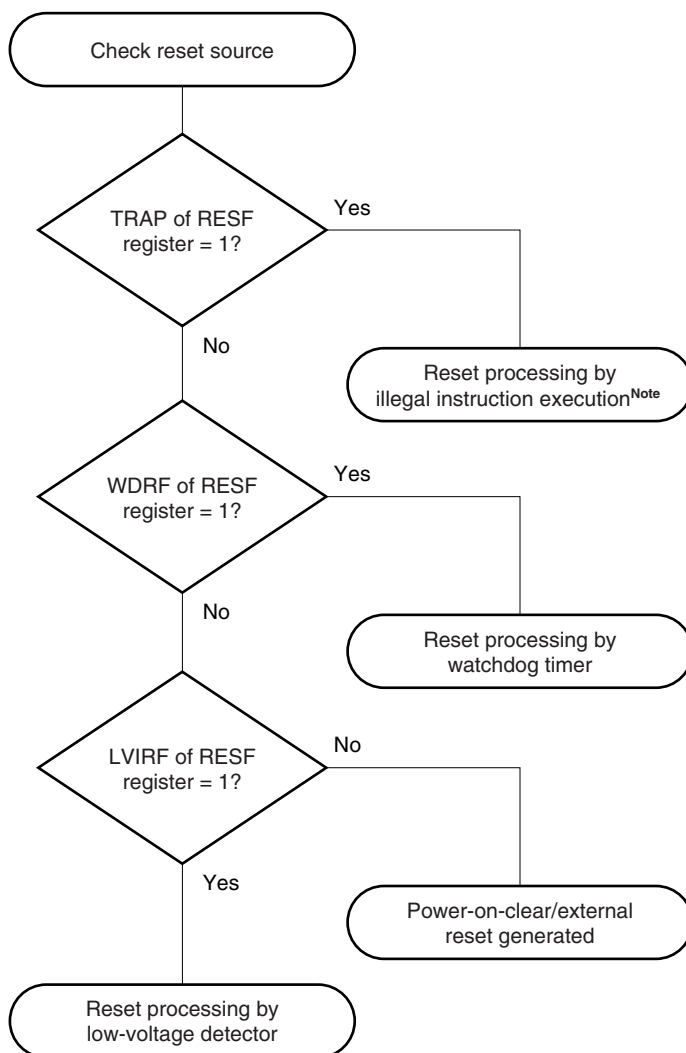 Check reset source
TRAP of RESF
register = 1?
Yes
No
Reset processing by
illegal instruction executionNote
WDRF of RESF
register = 1?
Yes
No
Reset processing by
watchdog timer
LVIRF of RESF
register = 1?
No
Yes
Power-on-clear/external
reset generated
Reset processing by
low-voltage detector